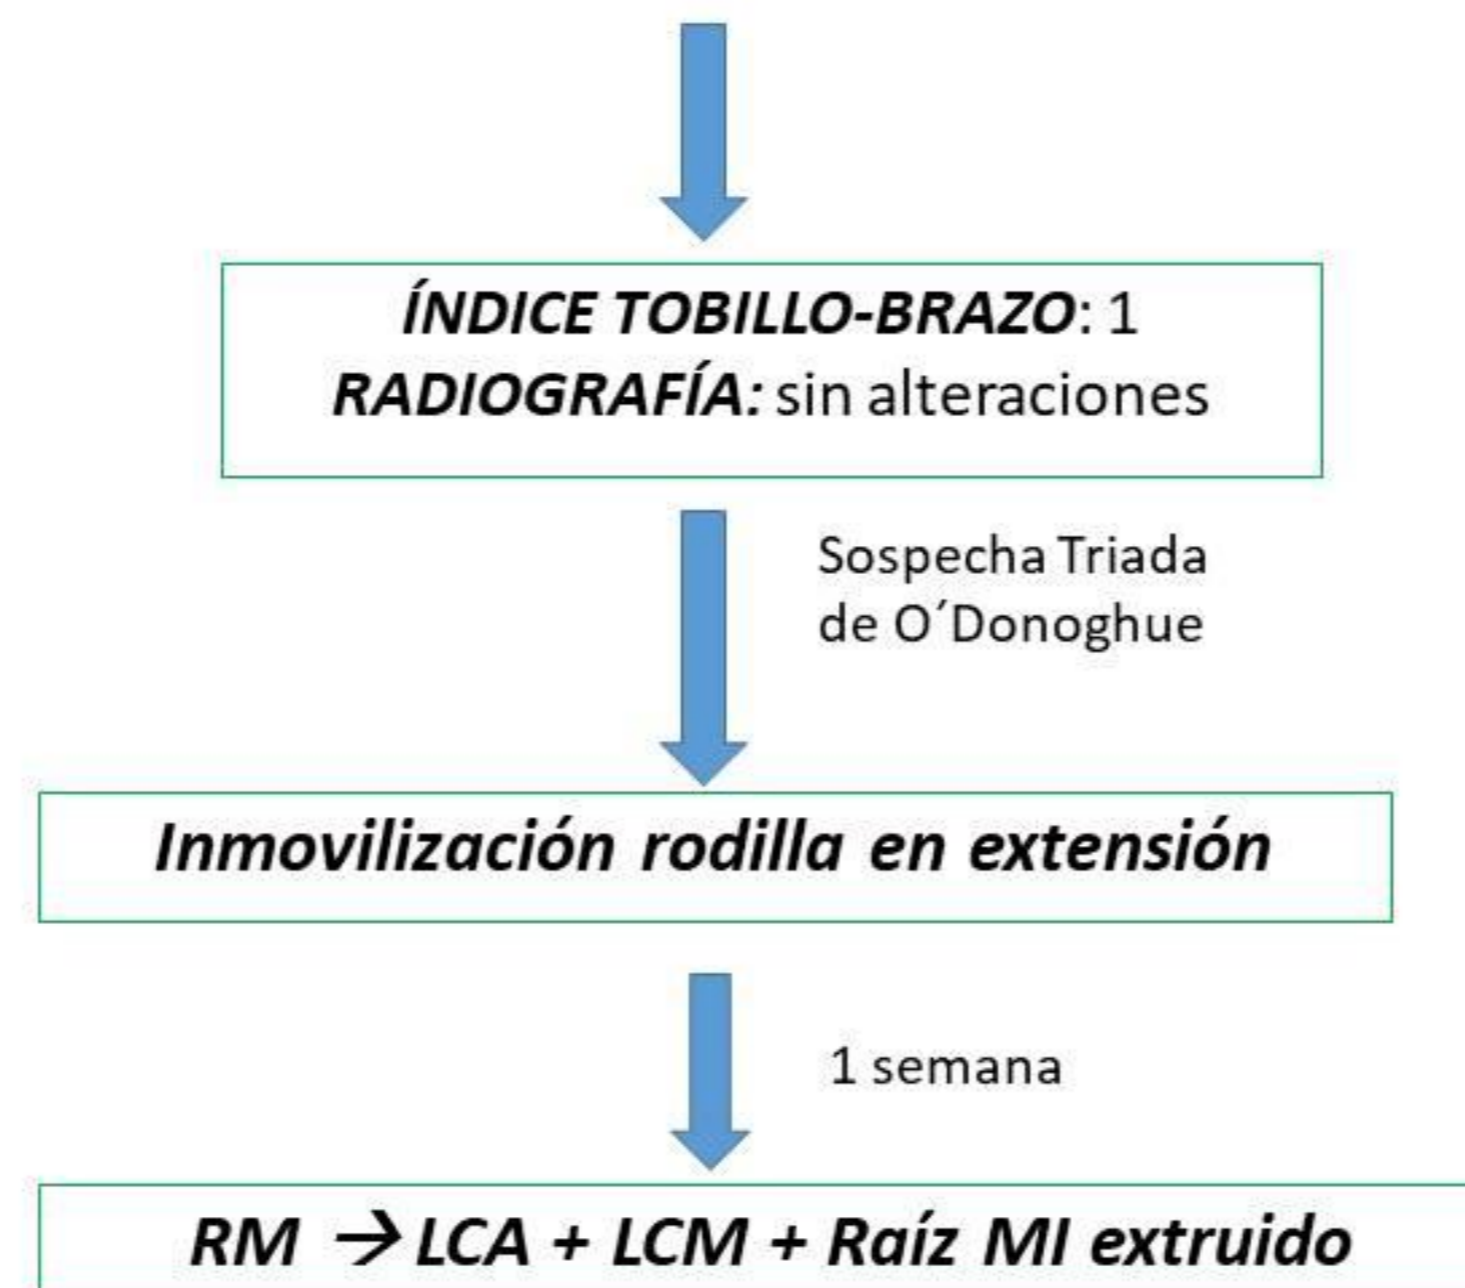 ÍNDICE TOBILLO-BRAZO: 1
RADIOGRAFÍA: sin alteraciones
Sospecha Triada
de O´Donoghue
Inmovilización rodilla en extensión
1 semana
RM → LCA + LCM + Raíz MI extruido